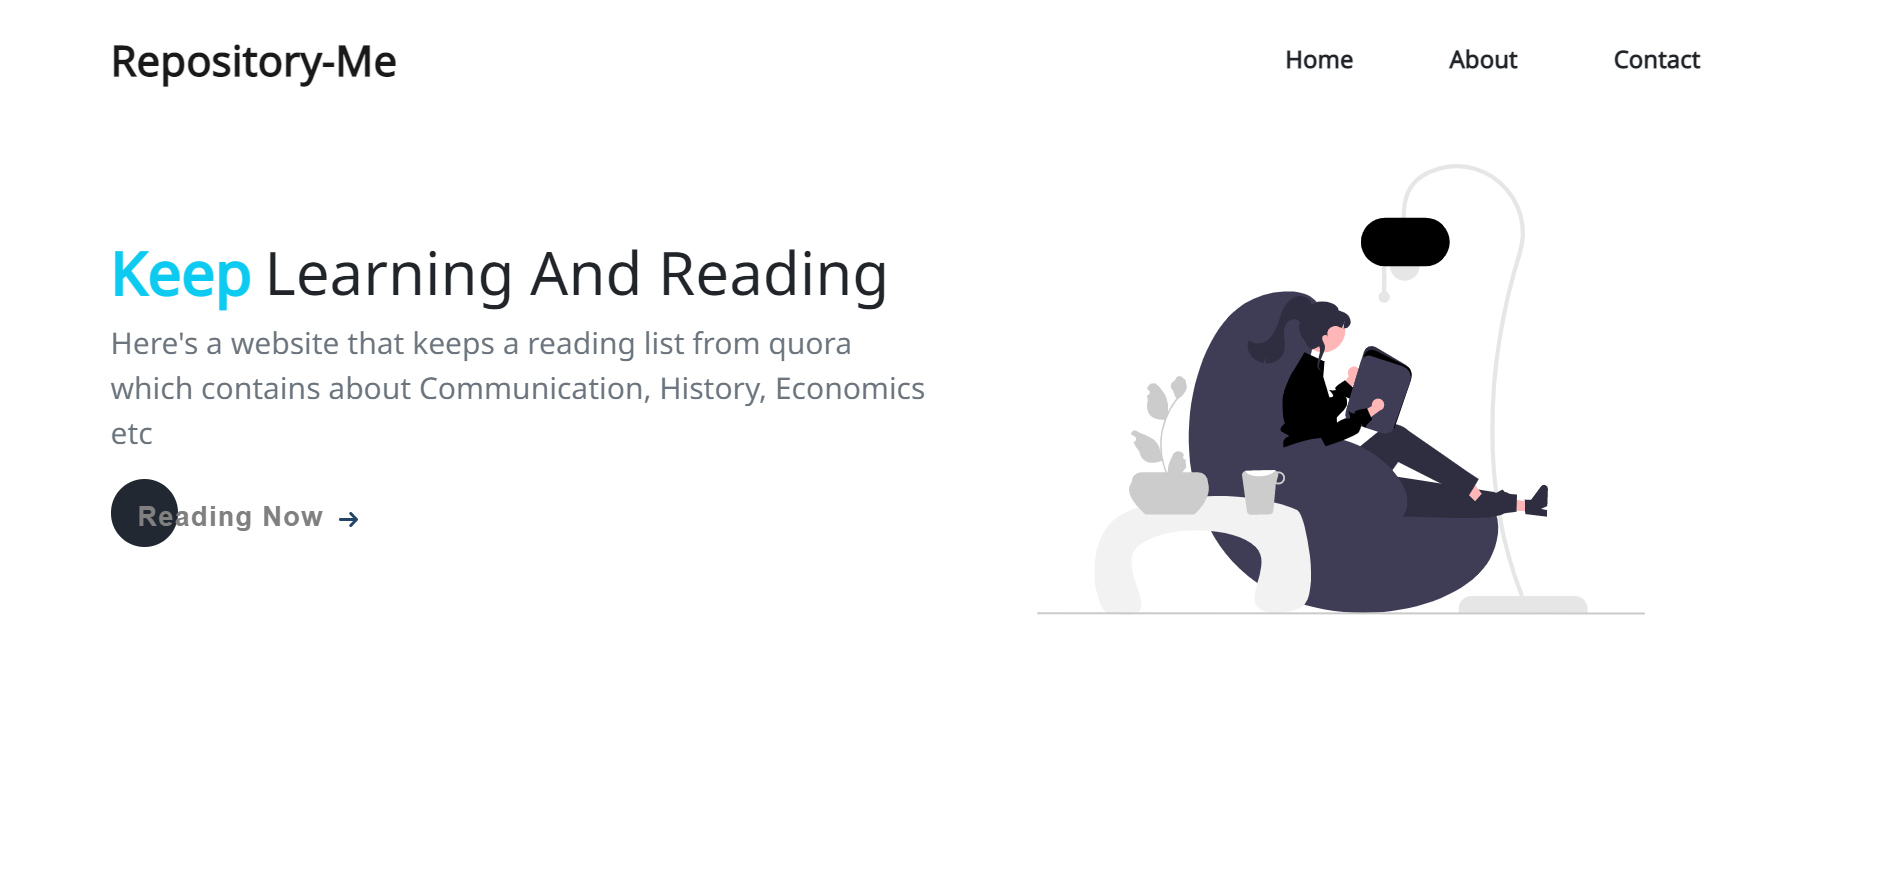 Repository-Me
Home About Contact
Keep Learning And Reading
Here's a website that keeps a reading list from quora
which contains about Communication, History, Economics
etc
Reading Now